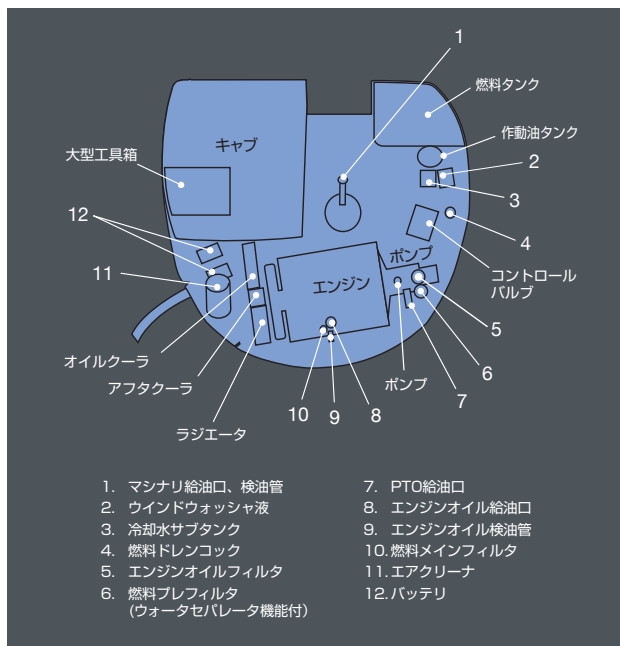 1
燃料タンク
作動油タンク
キャブ
大型工具箱
2
3
12
4
ポンプ
11
コントロール
バルブ
エンジン
5
オイルクーラ
6
アフタクーラ
ポンプ
7
10
9
8
ラジエータ
1. マシナリ給油口、検油管
2. ウインドウォッシャ液
3. 冷却水サブタンク
4. 燃料ドレンコック
5. エンジンオイルフィルタ
6. 燃料プレフィルタ
(ウォータセパレータ機能付)
7. PTO給油口
8. エンジンオイル給油口
9. エンジンオイル検油管
10. 燃料メインフィルタ
11. エアクリーナ
12. バッテリ